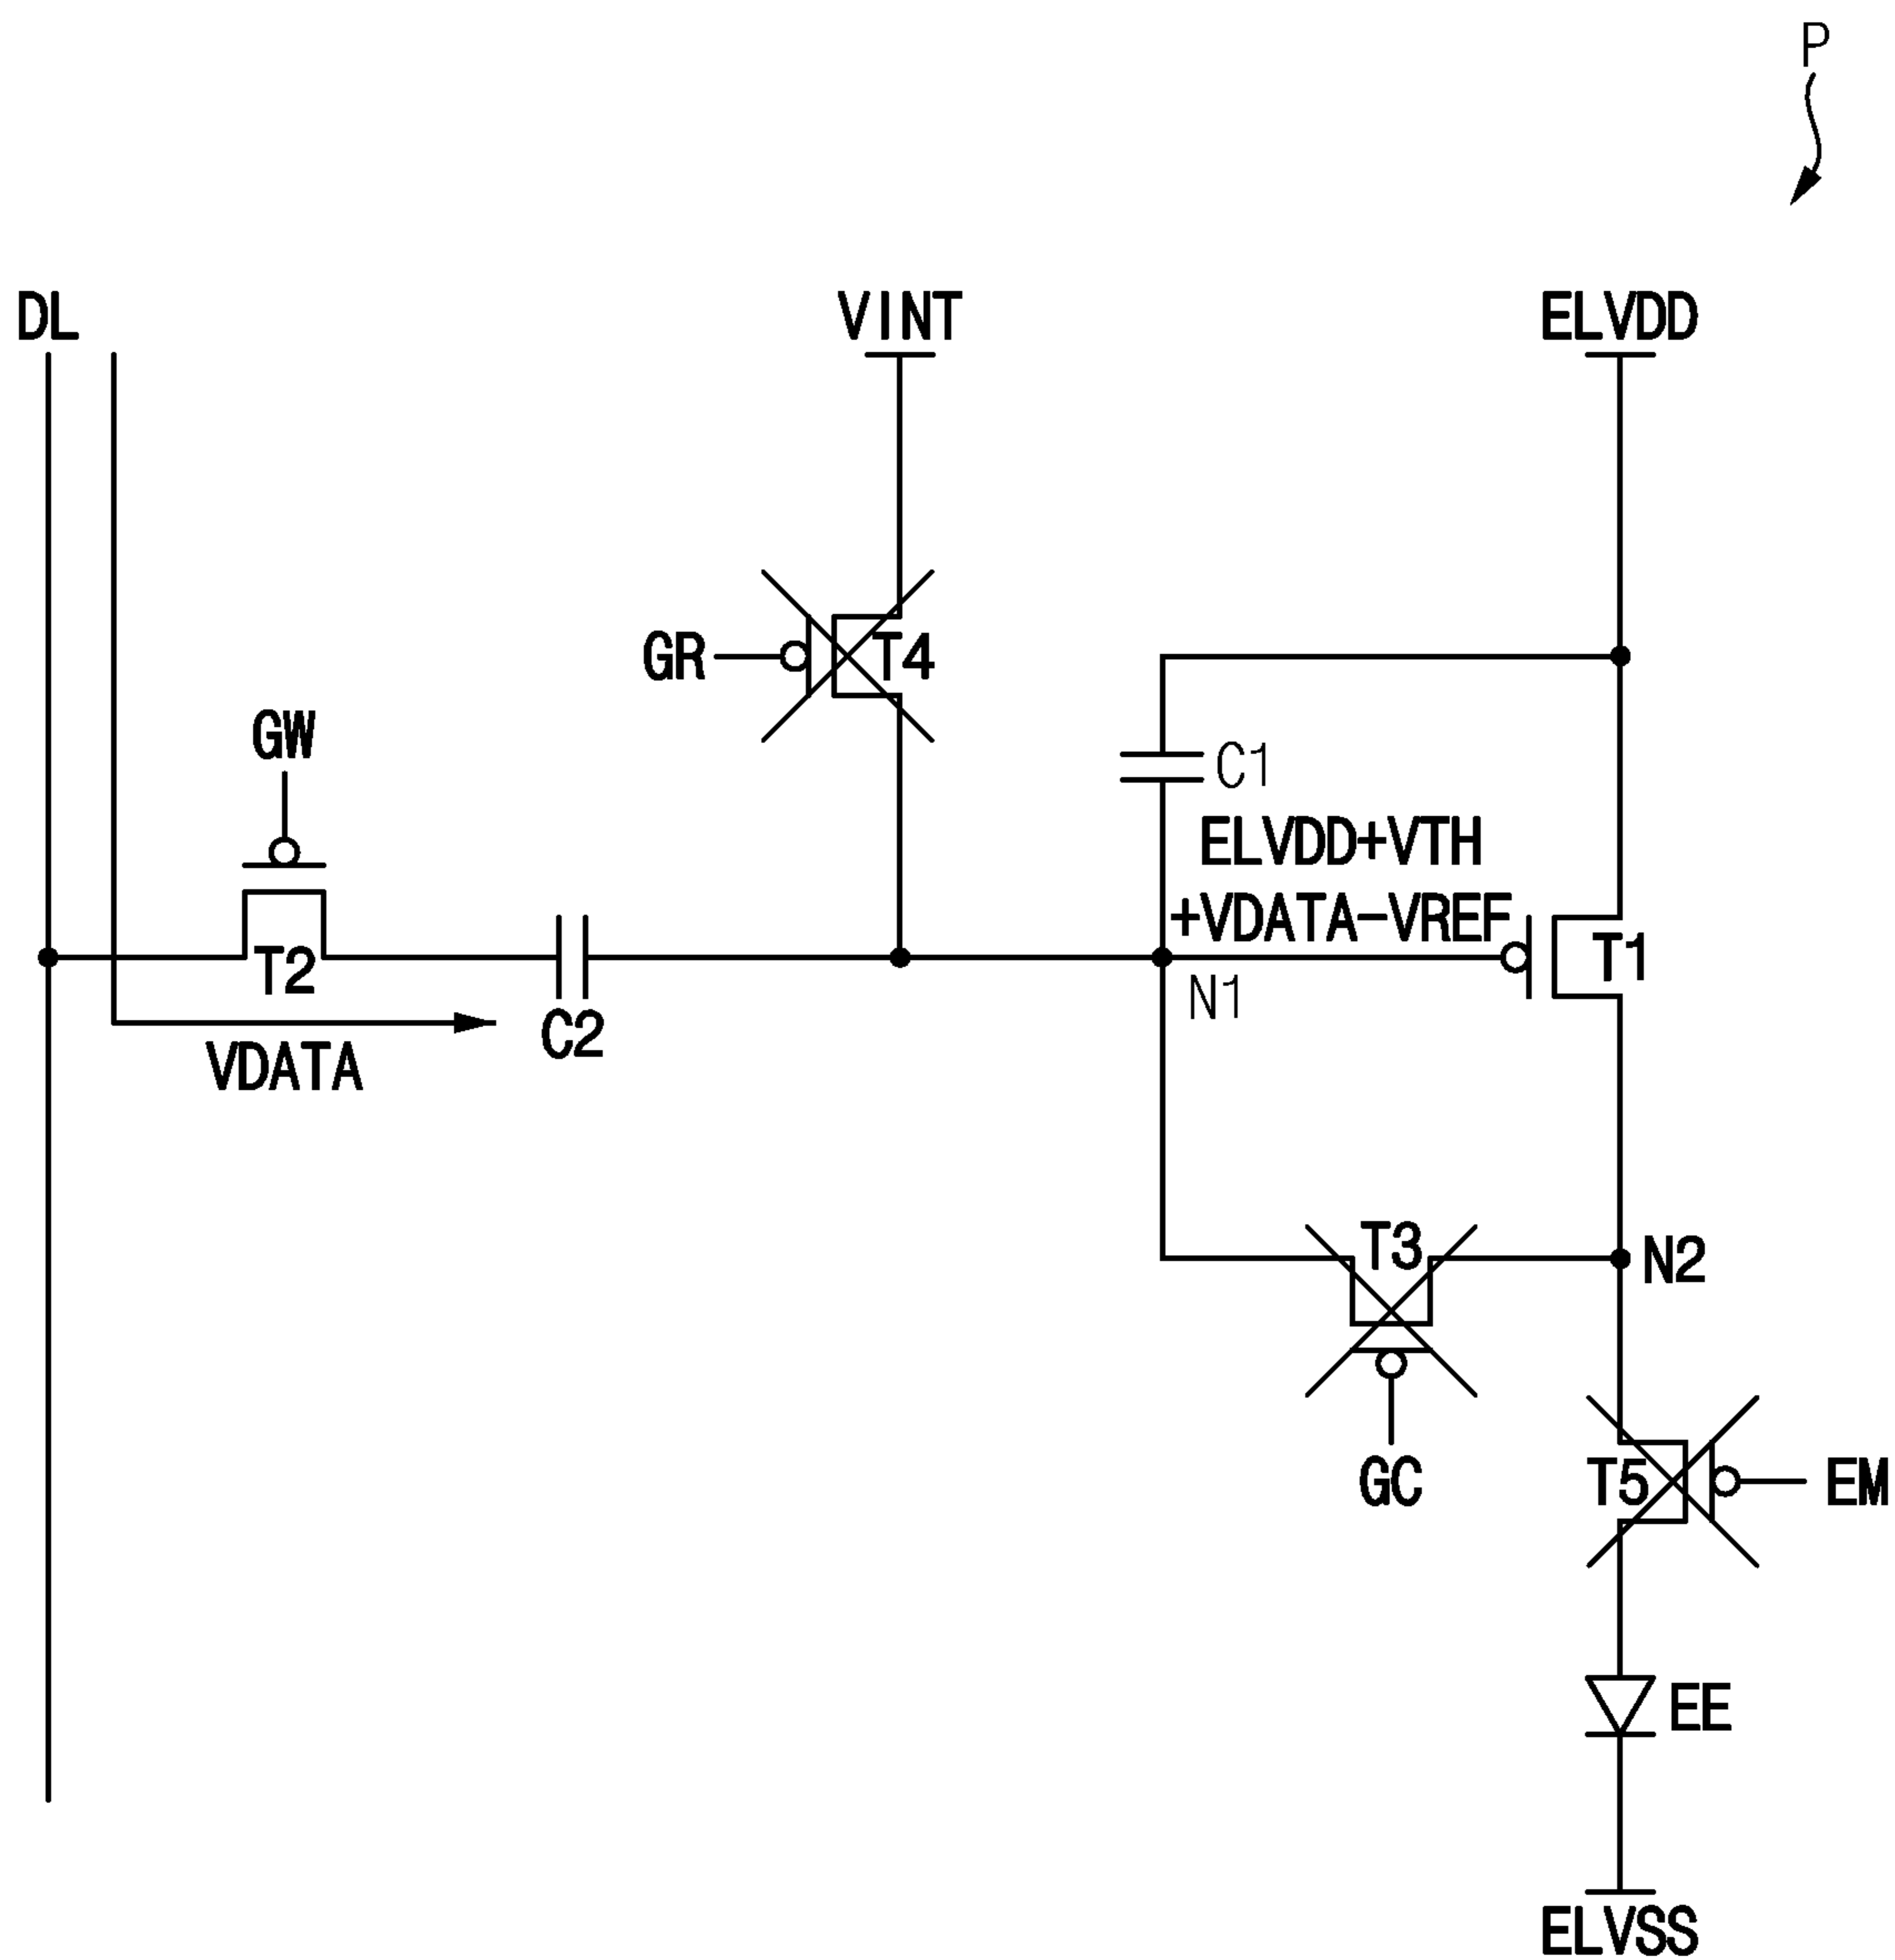 P
DL
VINT
ELVDD
GR
T4
GW
C1
ELVDD+VTH
+VDATA-VREF
T2
T1
N1
C2
VDATA
T3
N2
GC
T5
EM
EE
ELVSS